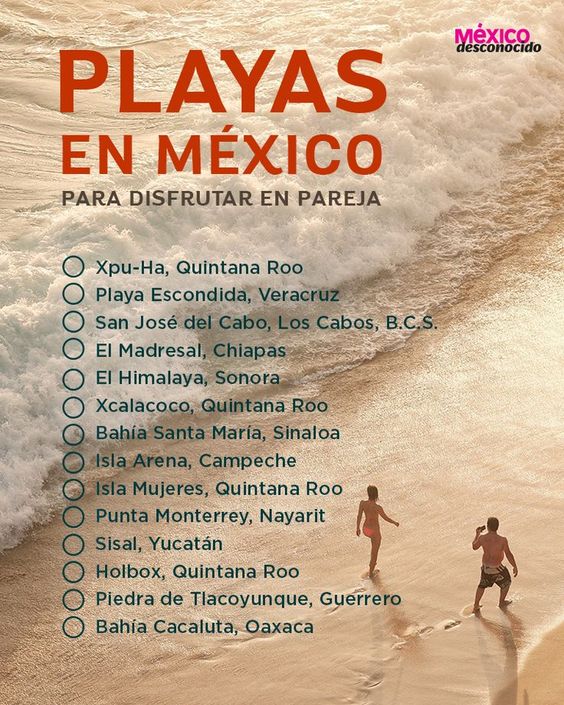 MÉXICO
desconocido
PLAYAS
EN MÉXICO
PARA DISFRUTAR EN PAREJA
Xpu-Ha, Quintana Roo
Playa Escondida, Veracruz
San José del Cabo, Los Cabos, B.C.S.
El Madresal, Chiapas
El Himalaya, Sonora
Xcalacoco, Quintana Roo
Bahía Santa María, Sinaloa
Isla Arena, Campeche
Isla Mujeres, Quintana Roo
Punta Monterrey, Nayarit
Sisal, Yucatán
Holbox, Quintana Roo
Piedra de Tlacoyunque, Guerrero
Bahía Cacaluta, Oaxaca